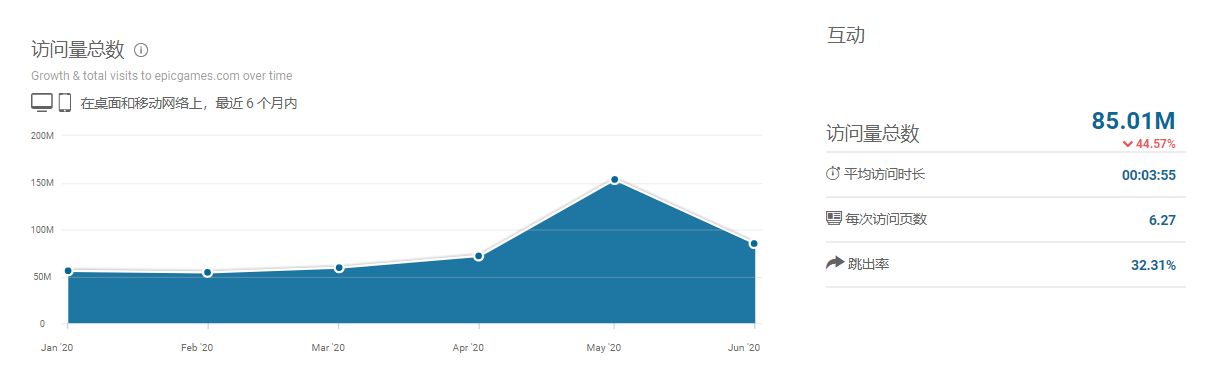 访问量总数
Growth & total visits to epicgames.com over time
在桌面和移动网络上，最近 6 个月内
200M
150M
100M
50M
0
Jan '20
Feb '20
Mar '20
Apr '20
May '20
Jun '20
互动
访问量总数
85.01M
44.57%
平均访问时长
00:03:55
每次访问页数
6.27
跳出率
32.31%